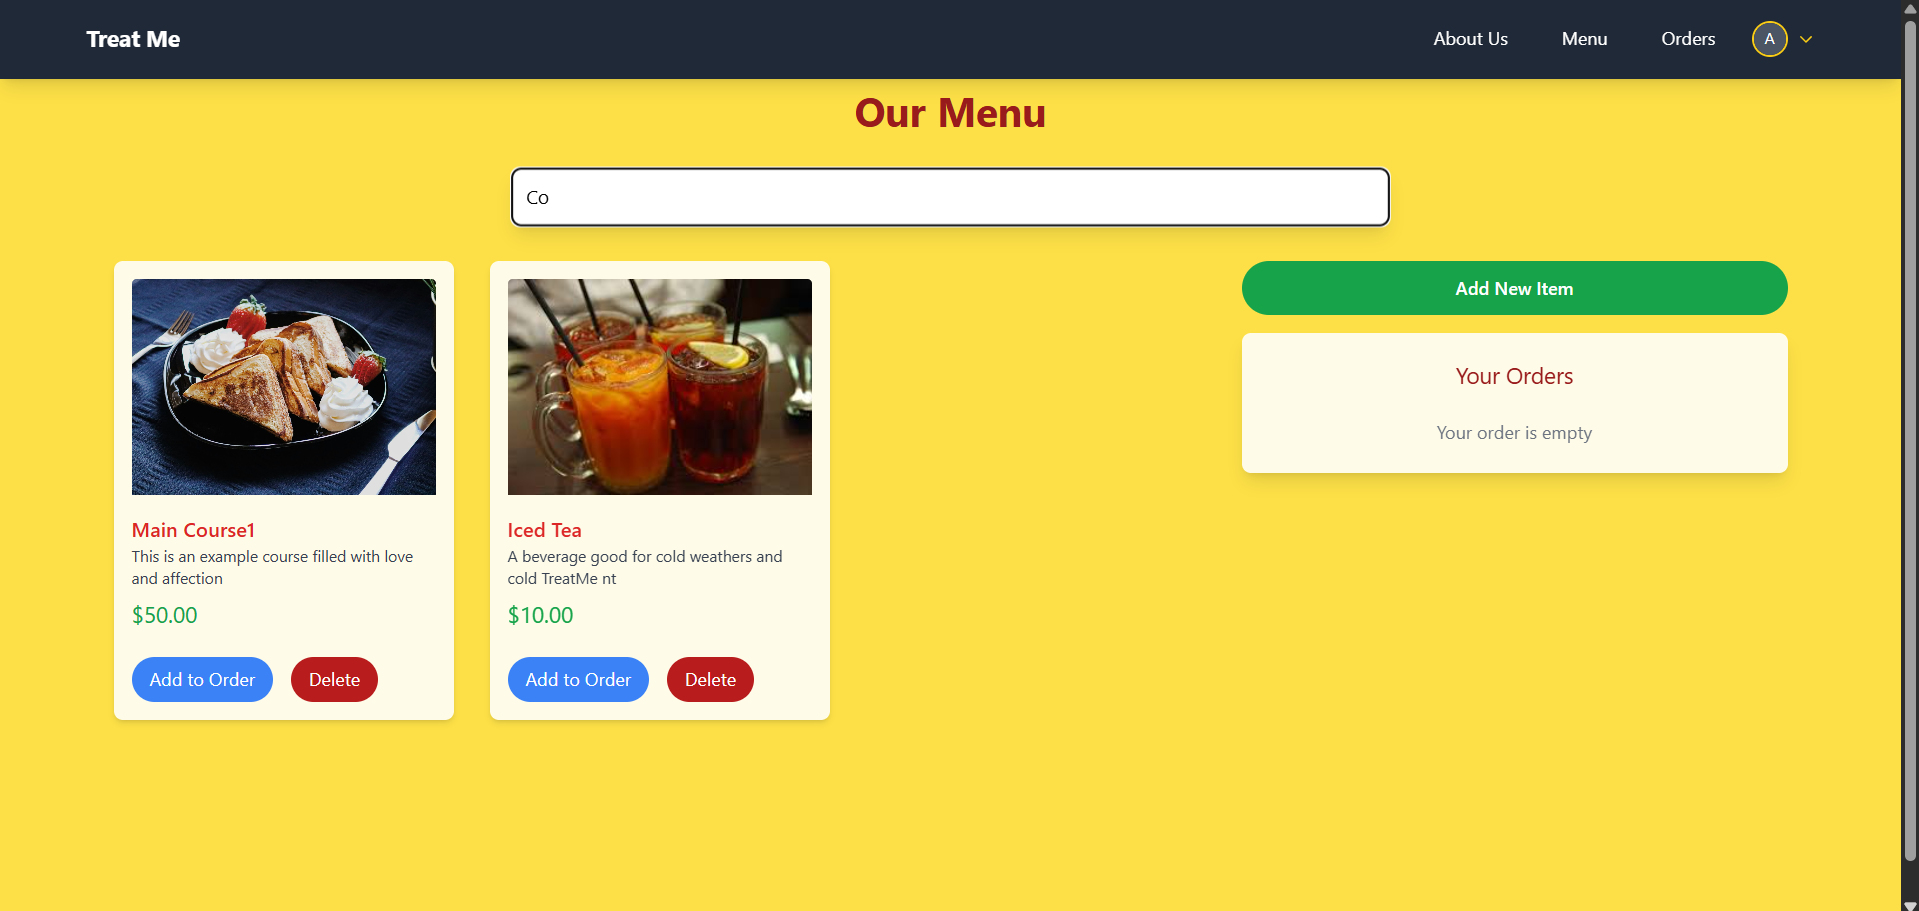 Treat Me
About Us
Menu
Orders
A
Our Menu
Co
Main Course1
This is an example course filled with love
and affection
$50.00
Add to Order
Delete
Iced Tea
A beverage good for cold weathers and
cold TreatMe nt
$10.00
Add to Order
Delete
Add New Item
Your Orders
Your order is empty